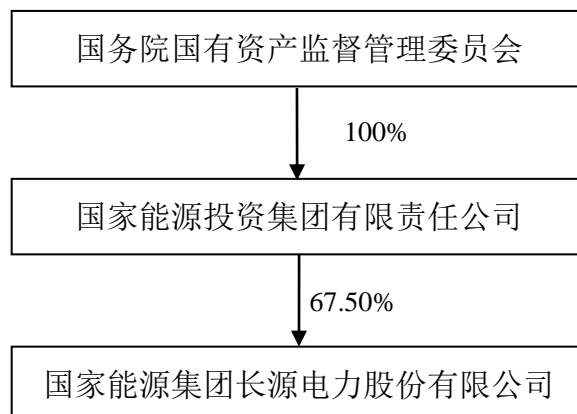 国务院国有资产监督管理委员会
100%
国家能源投资集团有限责任公司
67.50%
国家能源集团长源电力股份有限公司